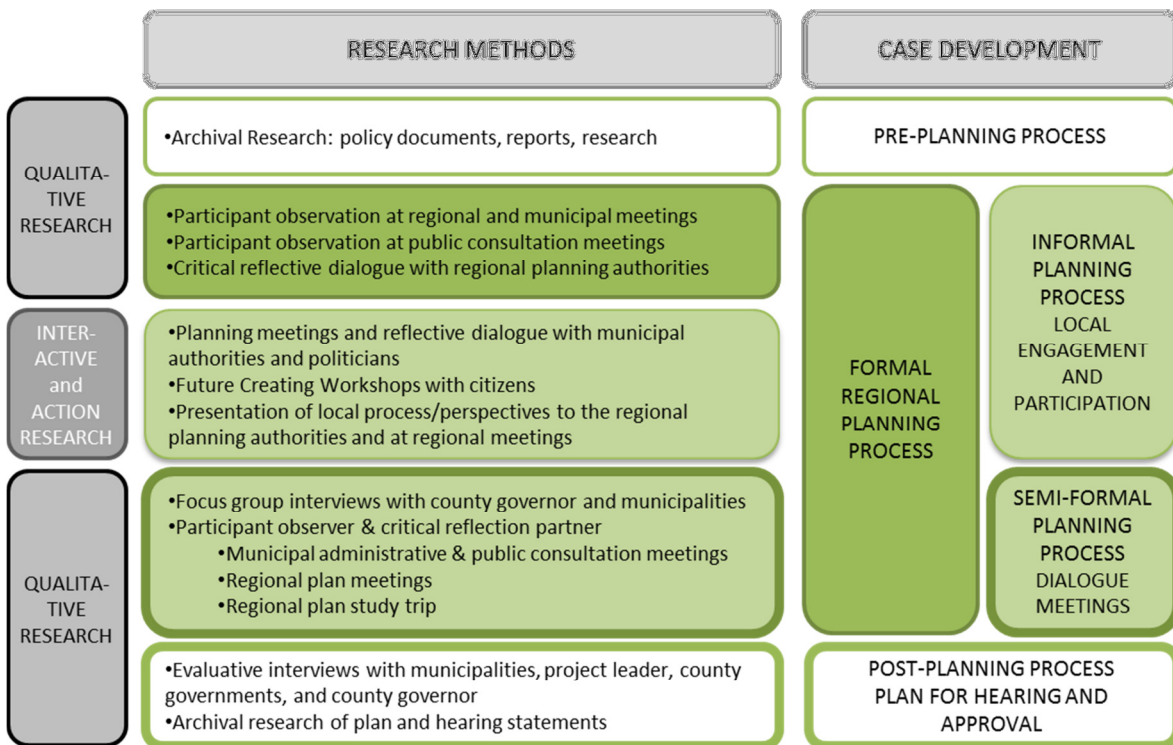 RESEARCH METHODS
CASE DEVELOPMENT
QUALITA-
TIVE
RESEARCH
•Archival Research: policy documents, reports, research
PRE-PLANNING PROCESS
•Participant observation at regional and municipal meetings
•Participant observation at public consultation meetings
•Critical reflective dialogue with regional planning authorities
INTER-
ACTIVE
and
ACTION
RESEARCH
•Planning meetings and reflective dialogue with municipal
authorities and politicians
•Future Creating Workshops with citizens
•Presentation of local process/perspectives to the regional
planning authorities and at regional meetings
FORMAL
REGIONAL
PLANNING
PROCESS
INFORMAL
PLANNING
PROCESS
LOCAL
ENGAGEMENT
AND
PARTICIPATION
QUALITA-
TIVE
RESEARCH
•Focus group interviews with county governor and municipalities
•Participant observer & critical reflection partner
•Municipal administrative & public consultation meetings
•Regional plan meetings
•Regional plan study trip
SEMI-FORMAL
PLANNING
PROCESS
DIALOGUE
MEETINGS
•Evaluative interviews with municipalities, project leader, county
governments, and county governor
•Archival research of plan and hearing statements
POST-PLANNING PROCESS
PLAN FOR HEARING AND
APPROVAL